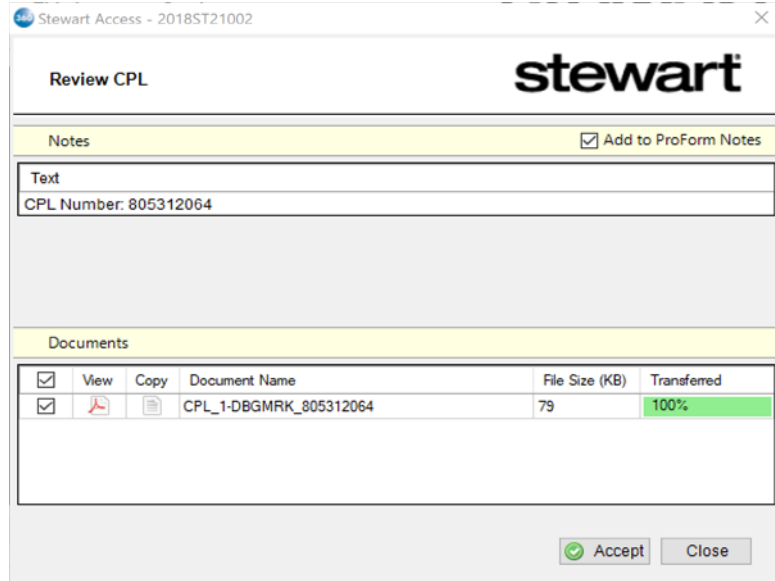 360 Stewart Access - 2018ST21002
Review CPL
stewart
Notes
Add to ProForm Notes
Text
CPL Number: 805312064
Documents
View Copy Document Name File Size (KB) Transferred
CPL_1-DBGMRK_805312064 79 100%
Accept Close